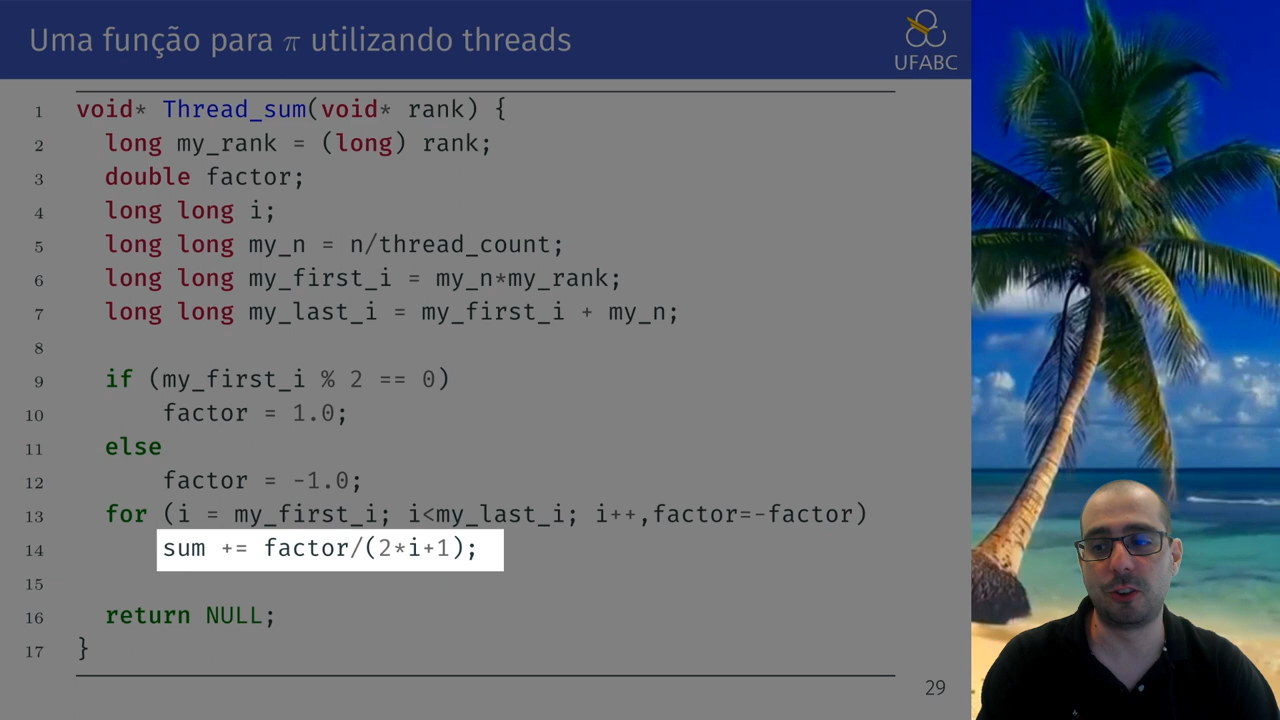 Uma função para π utilizando threads
UFABC
1 void* Thread_sum(void* rank) {
2 long my_rank = (long) rank;
3 double factor;
4 long long i;
5 long long my_n = n/thread_count;
6 long long my_first_i = my_n*my_rank;
7 long long my_last_i = my_first_i + my_n;
8
9 if (my_first_i % 2 == 0)
10 factor = 1.0;
11 else
12 factor = -1.0;
13 for (i = my_first_i; i<my_last_i; i++,factor=-factor)
14 sum += factor/(2*i+1);
15
16 return NULL;
17 }
29